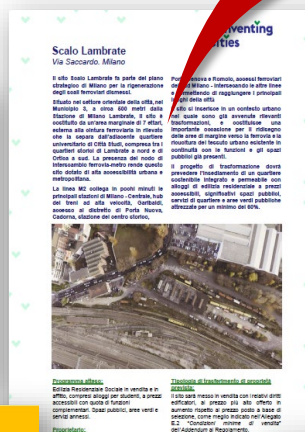 nventing
ities
Scalo Lambrate
Via Saccardo, Milano
Il sito Scalo Lambrate fa parte del piano
strategico di Milano per la rigenerazione
degli scali ferroviari dismessi.
Situato nel settore orientale della città, nel
Municipio 3, a circa 500 metri dalla
Stazione di Milano Lambrate, il sito è
costituito da un'area marginale di 7 ettari,
esterna alla cintura ferroviaria in rilevato
che la separa dall'adiacente quartiere
universitario di Città Studi, compresa tra i
quartieri storici di Lambrate a nord e di
Ortica a sud. La presenza del nodo di
interscambio ferrovia-metro rende questo
sito dotato di alta accessibilità urbana e
metropolitana.
La linea M2 collega in pochi minuti le
principali stazioni di Milano - Centrale, hub
dei treni ad alta velocità, Garibaldi,
accesso al distretto di Porta Nuova,
Cadorna, stazione del centro storico,
Por Genova e Romolo, assessi ferroviari
Milano - intersecando le altre linee
mettendo di raggiungere i principali
hi della città
si inserisce in un contesto urbano
nel quale sono già avvenute rilevanti
trasformazioni, e costituisce una
importante occasione per il ridisegno
delle aree di margine verso la ferrovia e la
ricucitura del tessuto urbano esistente in
continuità con le funzioni e gli spazi
pubblici già presenti.
Il progetto di trasformazione dovrà
prevedere l'insediamento di un quartiere
sostenibile integrato e permeabile con
alloggi di edilizia residenziale a prezzi
accessibili, significativi spazi pubblici,
servizi di quartiere e aree verdi pubbliche
attrezzate per un minimo del 60%.
Programma atteso:
Edilizia Residenziale Sociale in vendita e in
affitto, compresi alloggi per studenti, a prezzi
accessibili con quota di funzioni
complementari. Spazi pubblici, aree verdi e
servizi annessi.
Proprietario:
Tipologia di trasferimento di proprietà
prevista:
Il sito sarà messo in vendita con relativi diritti
edificatori, al prezzo più alto offerto in
aumento rispetto al prezzo posto a base di
selezione, come meglio indicato nell'Allegato
E.2 "Condizioni minime di vendita"
dell'Addendum al Regolamento.